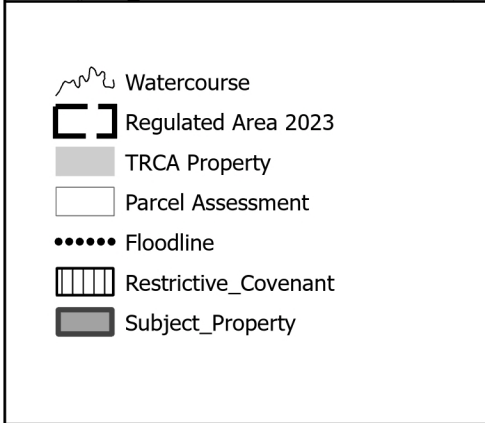 Watercourse
Regulated Area 2023
TRCA Property
Parcel Assessment
Floodline
Restrictive_Covenant
Subject_Property